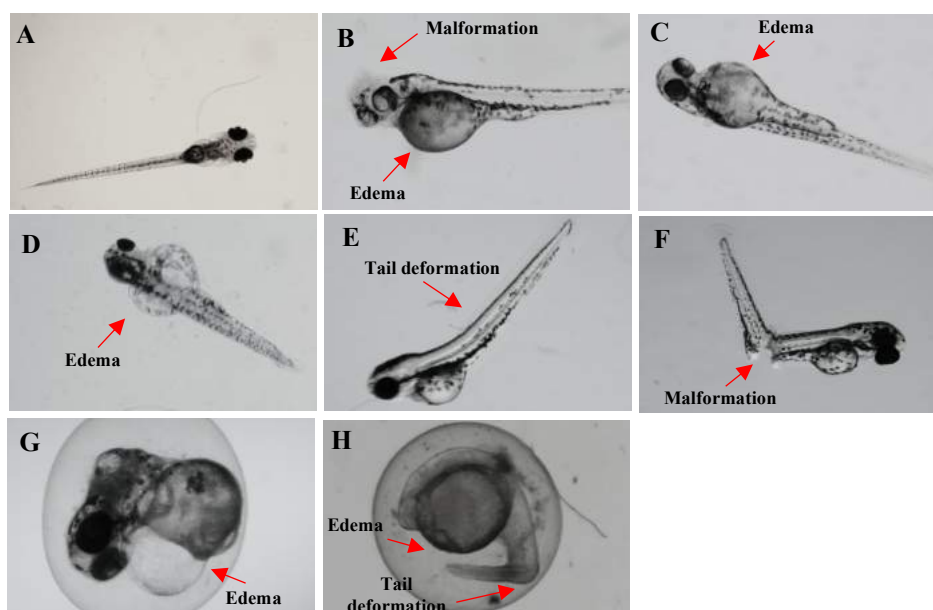 A
B
Malformation
Edema
C
Edema
D
Edema
E
Tail deformation
F
Malformation
G
Edema
H
Edema
Tail
deformation